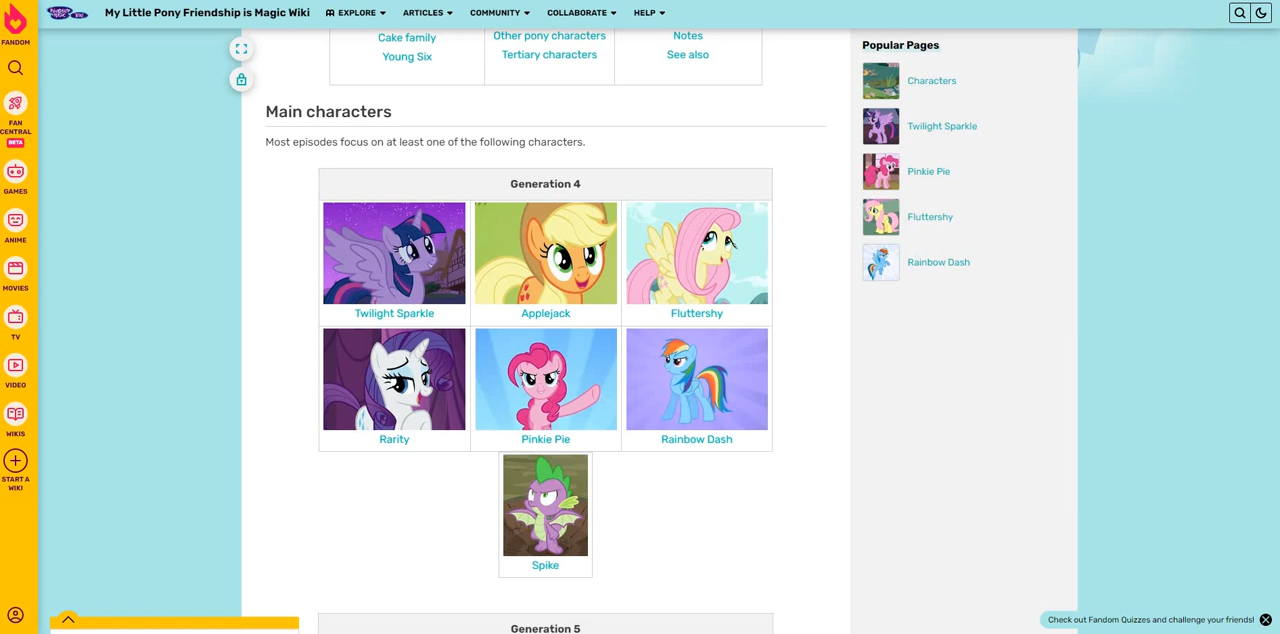 My Little Pony Friendship is Magic Wiki
EXPLORE
ARTICLES
COMMUNITY
COLLABORATE
HELP
FANDOM
FAN
CENTRAL
BETA
GAMES
ANIME
MOVIES
TV
VIDEO
WIKIS
START A
WIKI
Cake family
Other pony characters
Notes
Young Six
Tertiary characters
See also
Main characters
Most episodes focus on at least one of the following characters.
Generation 4
Twilight Sparkle
Applejack
Fluttershy
Rarity
Pinkie Pie
Rainbow Dash
Spike
Generation 5
Popular Pages
Characters
Twilight Sparkle
Pinkie Pie
Fluttershy
Rainbow Dash
Check out Fandom Quizzes and challenge your friends!